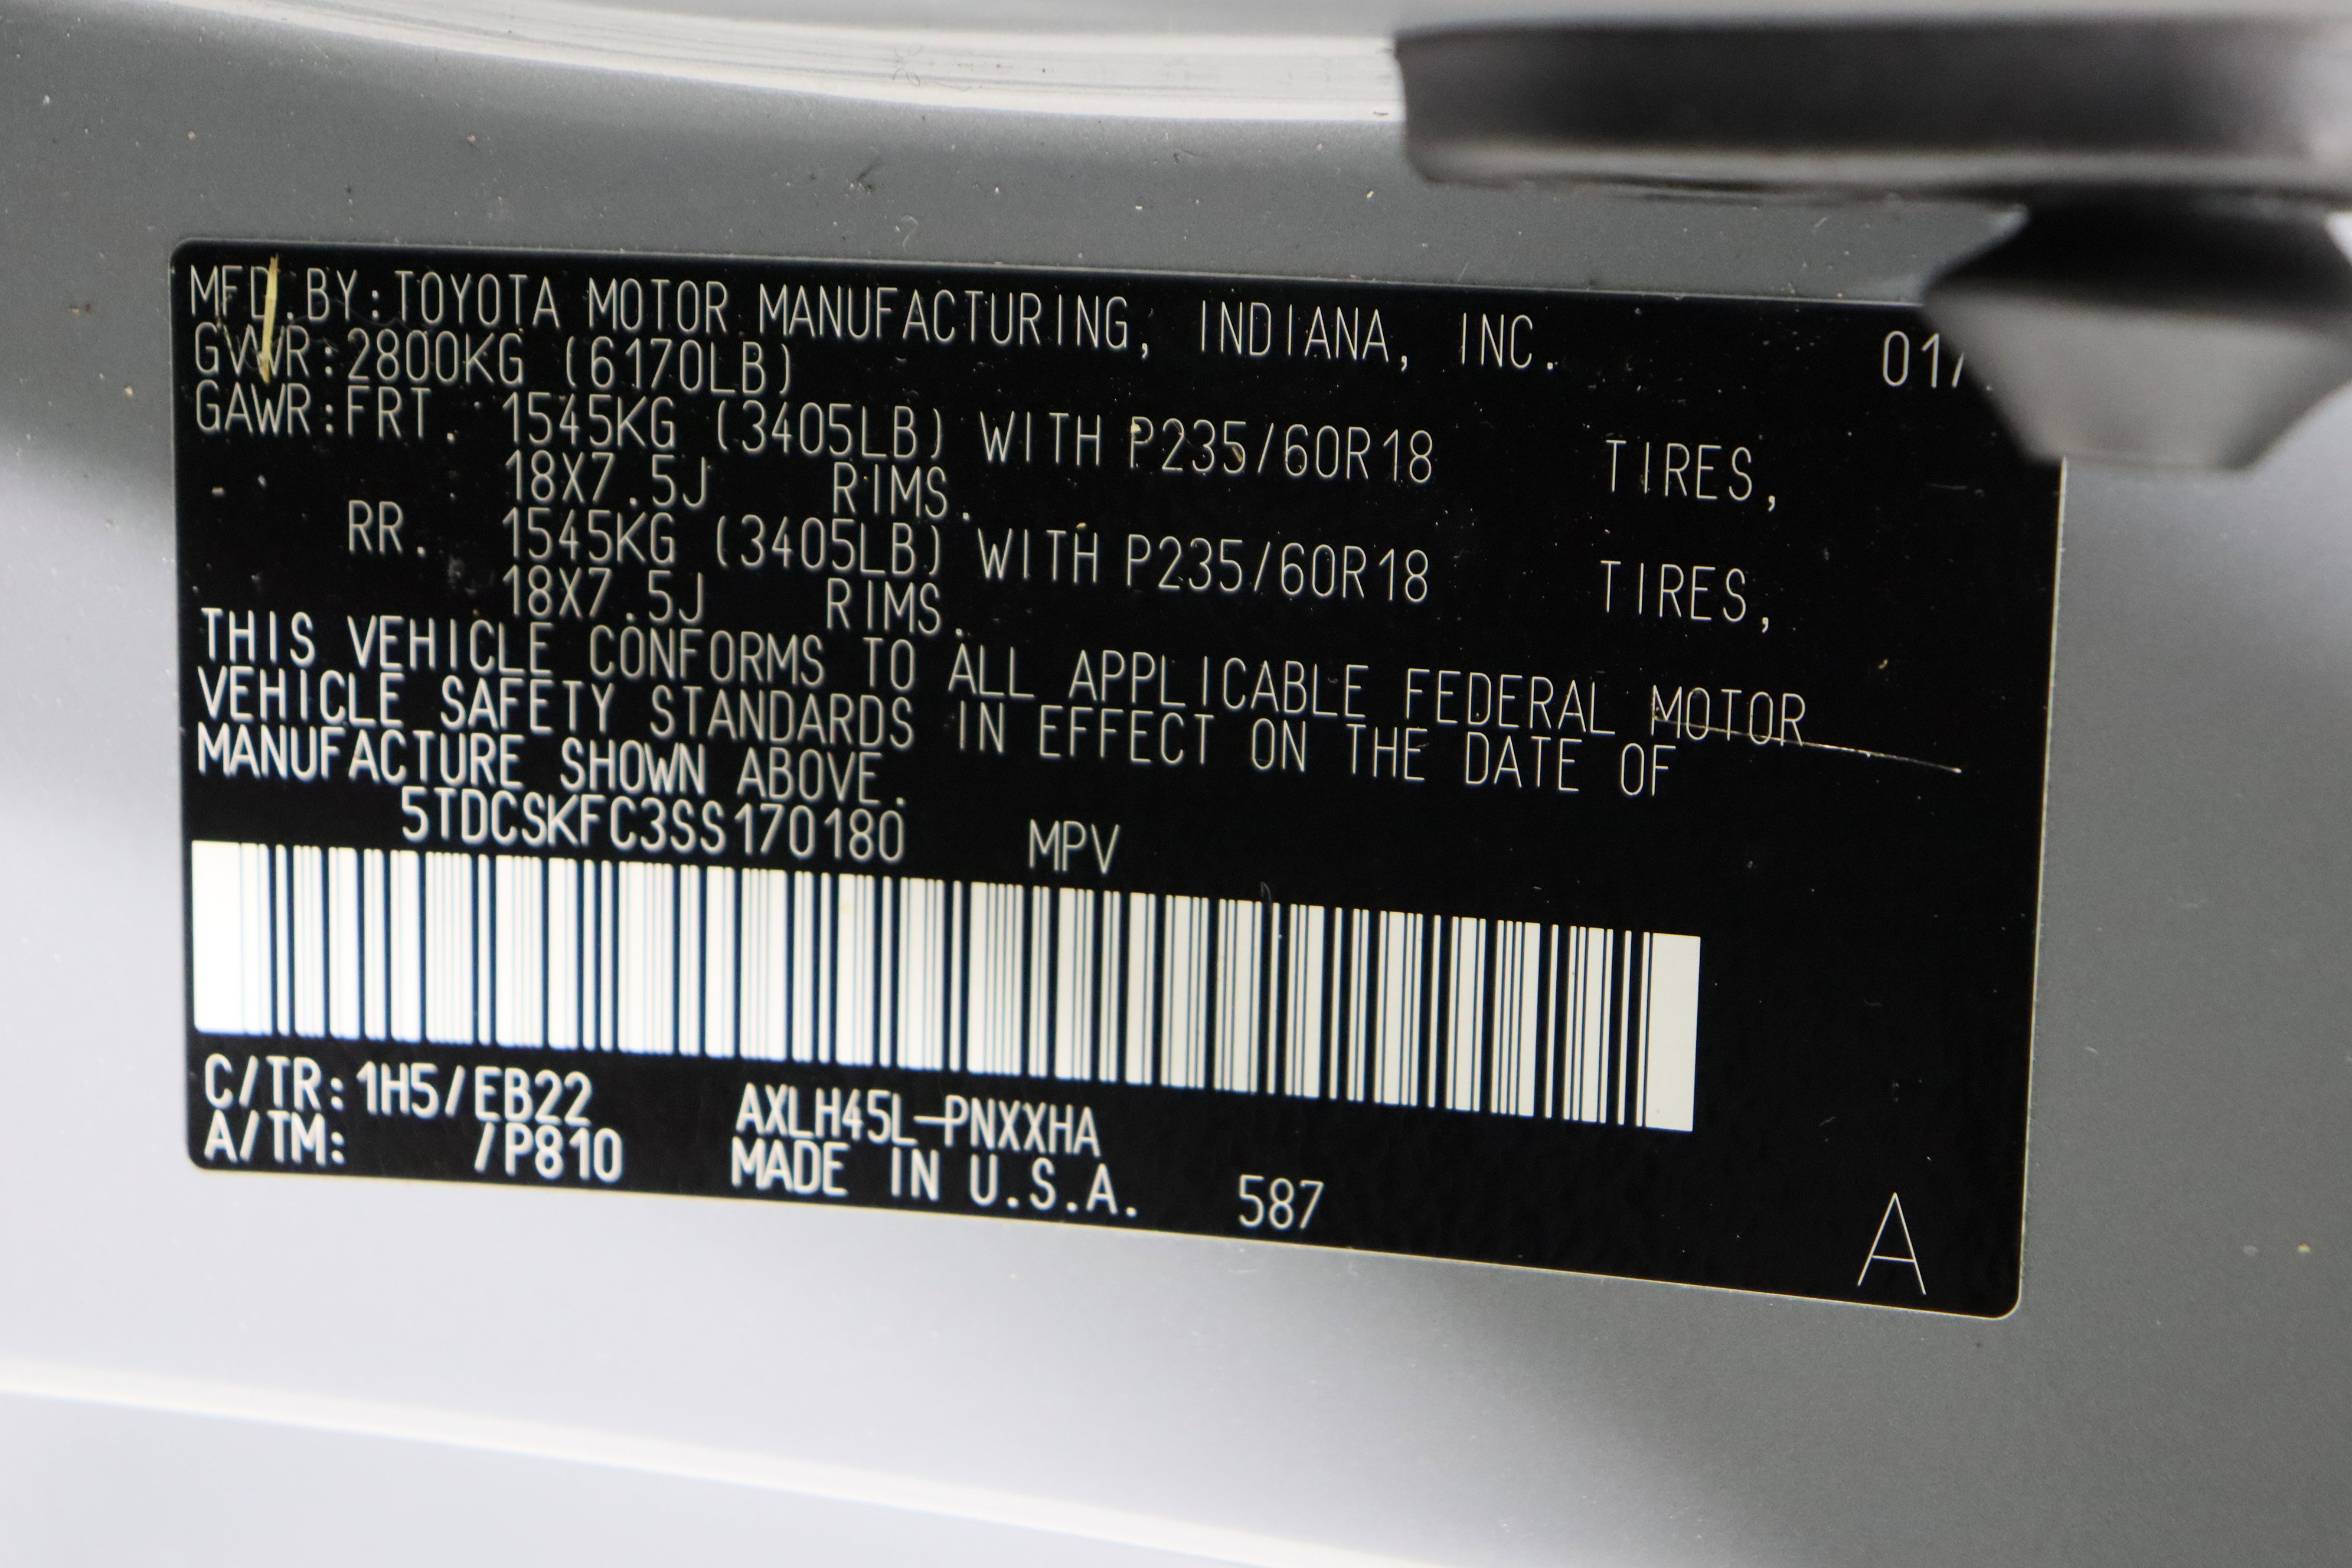 MFD.BY:TOYOTA MOTOR MANUFACTURING, INDIANA, INC. 01/
GVWR:2800KG (6170LB)
GAWR:FRT. 1545KG (3405LB) WITH P235/60R18 TIRES,
18X7.5J RIMS.
RR. 1545KG (3405LB) WITH P235/60R18 TIRES,
18X7.5J RIMS.
THIS VEHICLE CONFORMS TO ALL APPLICABLE FEDERAL MOTOR
VEHICLE SAFETY STANDARDS IN EFFECT ON THE DATE OF
MANUFACTURE SHOWN ABOVE.
5TDCSKFC3SS170180 MPV
C/TR:1H5/EB22 AXLH45L-PNXXHA
A/TM: /P810 MADE IN U.S.A. 587
A